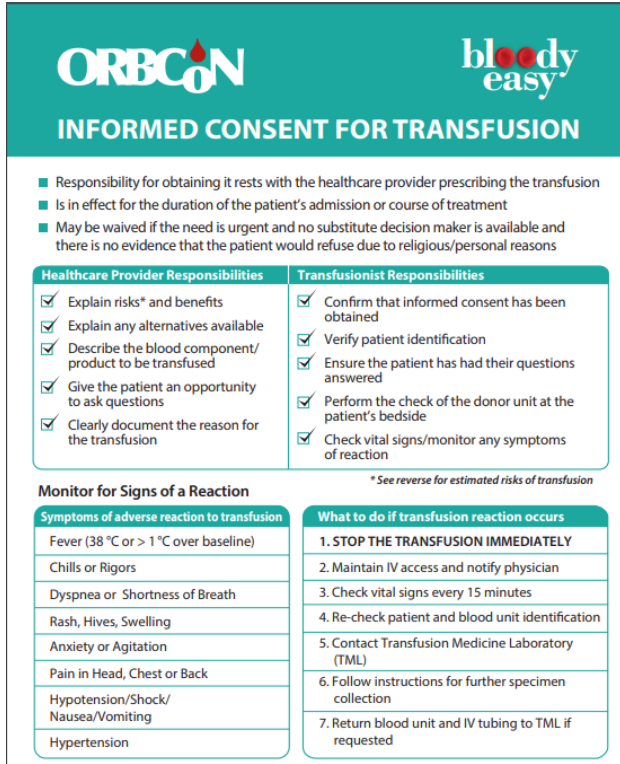 ORBCoN
bloody
easy
INFORMED CONSENT FOR TRANSFUSION
Responsibility for obtaining it rests with the healthcare provider prescribing the transfusion
Is in effect for the duration of the patient's admission or course of treatment
May be waived if the need is urgent and no substitute decision maker is available and
there is no evidence that the patient would refuse due to religious/personal reasons
Healthcare Provider Responsibilities
Explain risks* and benefits
Explain any alternatives available
Describe the blood component/
product to be transfused
Give the patient an opportunity
to ask questions
Clearly document the reason for
the transfusion
Transfusionist Responsibilities
Confirm that informed consent has been
obtained
Verify patient identification
Ensure the patient has had their questions
answered
Perform the check of the donor unit at the
patient's bedside
Check vital signs/monitor any symptoms
of reaction
* See reverse for estimated risks of transfusion
Monitor for Signs of a Reaction
Symptoms of adverse reaction to transfusion
Fever (38 °C or > 1 °C over baseline)
Chills or Rigors
Dyspnea or Shortness of Breath
Rash, Hives, Swelling
Anxiety or Agitation
Pain in Head, Chest or Back
Hypotension/Shock/
Nausea/Vomiting
Hypertension
What to do if transfusion reaction occurs
1. STOP THE TRANSFUSION IMMEDIATELY
2. Maintain IV access and notify physician
3. Check vital signs every 15 minutes
4. Re-check patient and blood unit identification
5. Contact Transfusion Medicine Laboratory
(TML)
6. Follow instructions for further specimen
collection
7. Return blood unit and IV tubing to TML if
requested